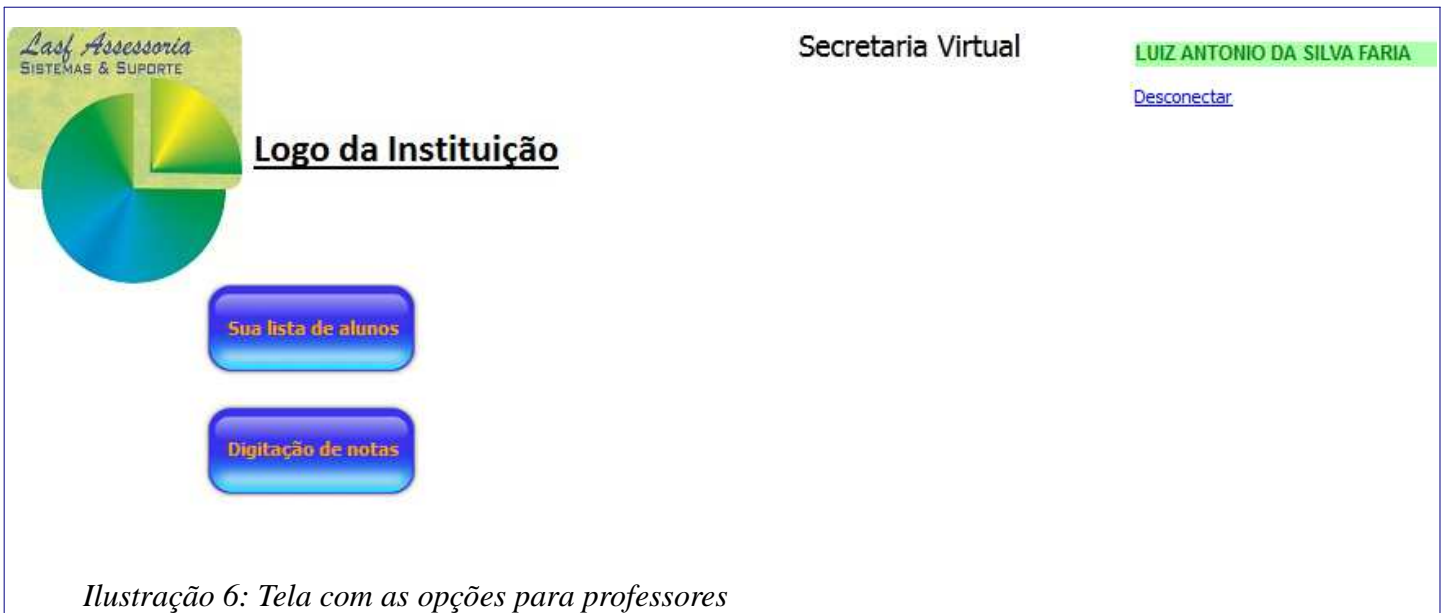 Lasf Assessoria
SISTEMAS & SUPORTE
Secretaria Virtual
LUIZ ANTONIO DA SILVA FARIA
Desconectar
Logo da Instituição
Sua lista de alunos
Digitação de notas
Ilustração 6: Tela com as opções para professores